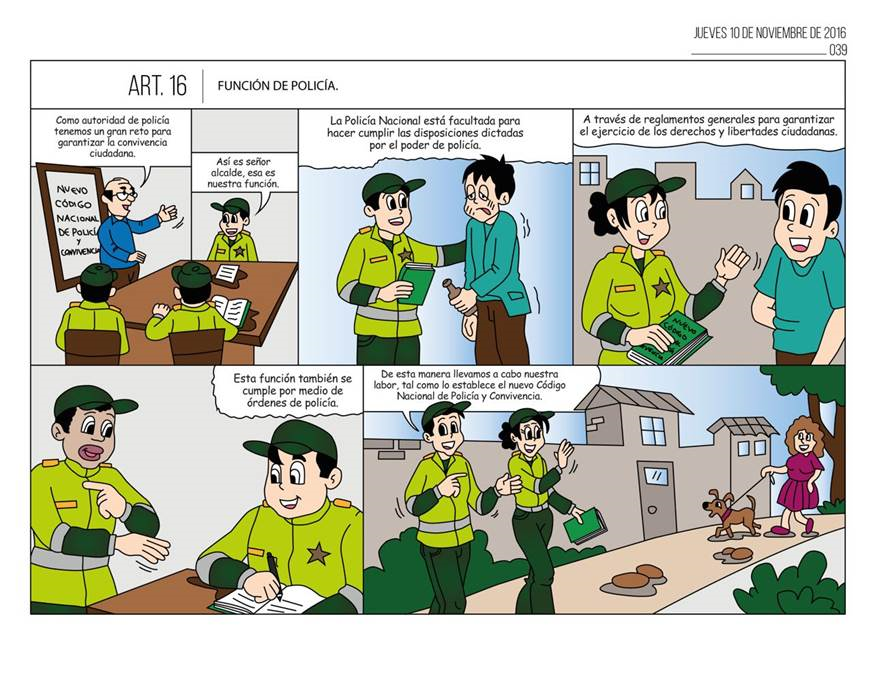 JUEVES 10 DE NOVIEMBRE DE 2016
039
ART. 16
FUNCIÓN DE POLICÍA.
Como autoridad de policía
tenemos un gran reto para
garantizar la convivencia
ciudadana.
NUEVO
CÓDIGO
NACIONAL
DE POLICÍ
Y
CONVIVENCIA
Así es señor
alcalde, esa es
nuestra función.
La Policía Nacional está facultada para
hacer cumplir las disposiciones dictadas
por el poder de policía.
A través de reglamentos generales para garantizar
el ejercicio de los derechos y libertades ciudadanas.
NUEVO
CÓDIGO
Esta función también se
cumple por medio de
órdenes de policía.
De esta manera llevamos a cabo nuestra
labor, tal como lo establece el nuevo Código
Nacional de Policía y Convivencia.